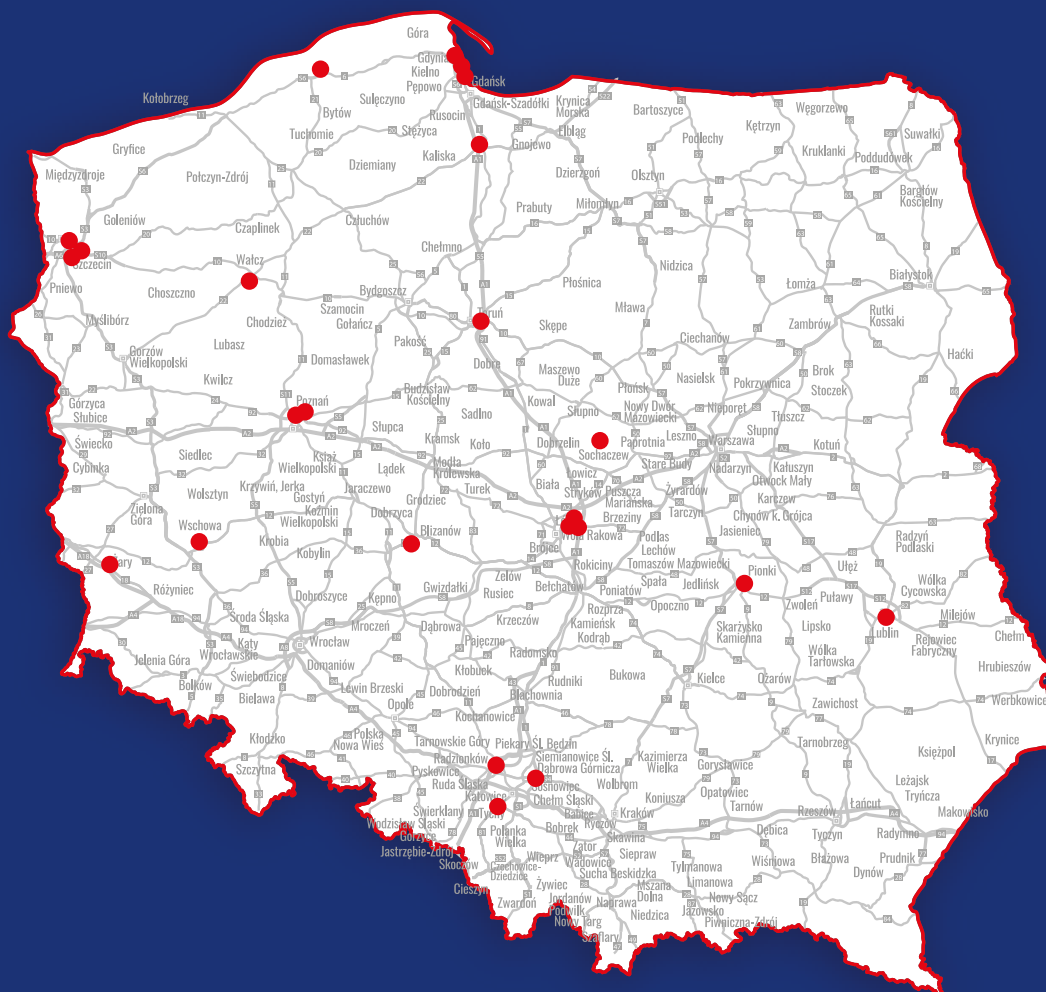 Góra
Gdynia
Kielno
Pępowo
Gdańsk
Kołobrzeg
Sulęczyno
Bytów
Rusocin
Gdańsk-Szadółki
Krynica
Morska
Bartoszyce
Węgorzewo
Kętrzyn
Tuchomie
Stężyca
Elbląg
Podlechy
Suwałki
Gryfice
Dziemiany
Kaliska
Gnojewo
Kruklanki
Poddudówek
Międzyzdroje
Połczyn-Zdrój
Dzierzgoń
Olsztyn
Bargłów
Kościelny
Goleniów
Człuchów
Prabuty
Miłomłyn
Czaplinek
Chełmno
Szczecin
Wałcz
Nidzica
Białystok
Pniewo
Choszczno
Bydgoszcz
Płośnica
Łomża
Szamocin
Gołańcz
Mława
Rutki
Kossaki
Myślibórz
Chodzież
Skępe
Zambrów
Lubasz
Pakość
Ciechanów
Gorzów
Wielkopolski
Domasławek
Dobre
Maszewo
Duże
Haćki
Kwilcz
Budzisław
Kościelny
Płońsk
Nasielsk
Pokrzywnica
Brok
Stoczek
Górzyca
Słubice
Poznań
Sadlno
Kowal
Słupno
Nowy Dwór
Mazowiecki
Nieporęt
Tłuszcz
Słupca
Kramsk
Leszno
Słupno
Świecko
Siedlec
Książ
Wielkopolski
Koło
Dobrzelin
Paprotnia
Warszawa
Kotuń
Cybinka
Lądek
Modła
Królewska
Sochaczew
Stare Budy
Nadarzyn
Kałuszyn
Otwock Mały
Wolsztyn
Krzywiń, Jerka
Jaraczewo
Turek
Łowicz
Biała
Żyrardów
Karczew
Zielona
Góra
Gostyń
Koźmin
Wielkopolski
Grodziec
Stryków
Puszcza
Mariańska
Tarczyn
Chynów k. Grójca
Wschowa
Dobrzyca
Blizanów
Brzeziny
Jasieniec
Krobia
Wola Rakowa
Podlas
Radzyń
Podlaski
Kobylin
Brójce
Lechów
Żary
Rokiciny
Tomaszów Mazowiecki
Pionki
Ułęż
Różyniec
Gwizdałki
Zelów
Spała
Jedlińsk
Wólka
Cycowska
Dobroszyce
Kępno
Rusiec
Bełchatów
Poniatów
Puławy
Zwoleń
Środa Śląska
Opoczno
Milejów
Mroczeń
Dąbrowa
Krzeczów
Rozprza
Kamieńsk
Skarżysko
Kamienna
Lipsko
Lublin
Chełm
Kąty
Wrocławskie
Wrocław
Kodrąb
Rejowiec
Fabryczny
Jelenia Góra
Pajęczno
Radomsko
Wólka
Tarłowska
Hrubieszów
Świebodzice
Domaniów
Kłobuck
Rudniki
Bukowa
Kielce
Ożarów
Bolków
Bielawa
Lewin Brzeski
Opole
Dobrodzień
Blachownia
Zawichost
Werbkowice
Kochanowice
Kłodzko
Polska
Nowa Wieś
Tarnowskie Góry
Piekary Śl.
Będzin
Tarnobrzeg
Krynice
Radzionków
Siemianowice Śl.
Kazimierza
Wielka
Gorysławice
Księżpol
Szczytna
Pyskowice
Ruda Śląska
Dąbrowa Górnicza
Sosnowiec
Wolbrom
Opatowiec
Leżajsk
Katowice
Chełm Śląski
Koniusza
Tarnów
Tryńcza
Świerklany
Tychy
Babice
Kraków
Rzeszów
Łańcut
Makowisko
Wodzisław Śląski
Gorzyce
Polanka
Wielka
Bobrek
Ryczów
Skawina
Dębica
Tyczyn
Radymno
Jastrzębie-Zdrój
Zator
Siepraw
Skoczów
Wieprz
Wadowice
Tylmanowa
Wiśniowa
Błażowa
Prudnik
Czechowice-
Dziedzice
Sucha Beskidzka
Limanowa
Dynów
Cieszyn
Żywiec
Mszana
Dolna
Nowy Sącz
Zwardoń
Jordanów
Naprawa
Jazowsko
Podwilk
Niedzica
Piwniczna-Zdrój
Nowy Targ
Szaflary